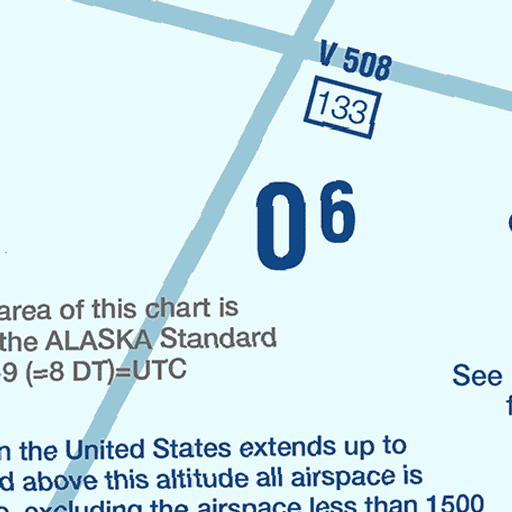 V 508
133
0⁶
area of this chart is
the ALASKA Standard
-9 (=8 DT)=UTC
See
n the United States extends up to
d above this altitude all airspace is
excluding the airspace less than 1500